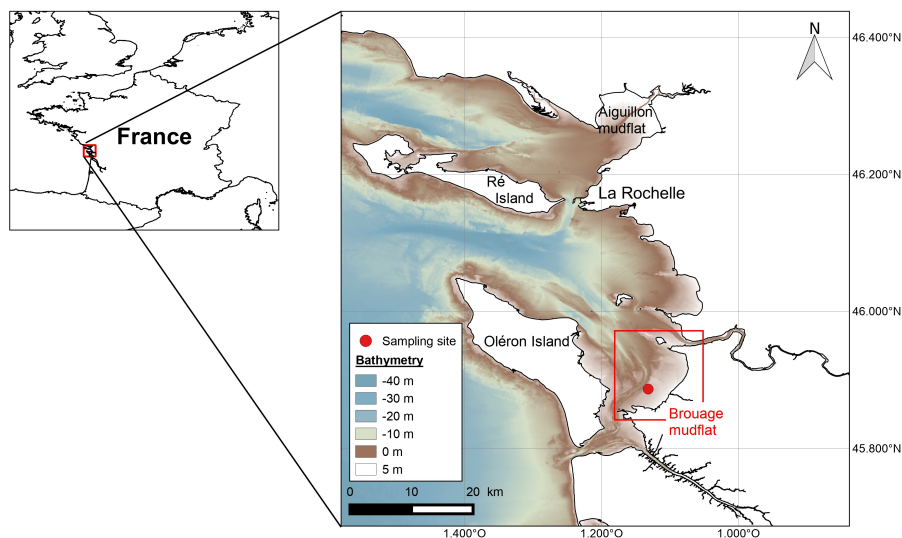 France
N
46.400°N
Aiguillon
mudflat
46.200°N
Ré
Island
La Rochelle
46.000°N
Oléron Island
Sampling site
Bathymetry
-40 m
-30 m
-20 m
-10 m
0 m
5 m
Brouage
mudflat
45.800°N
0 10 20 km
1.400°O 1.200°O 1.000°O